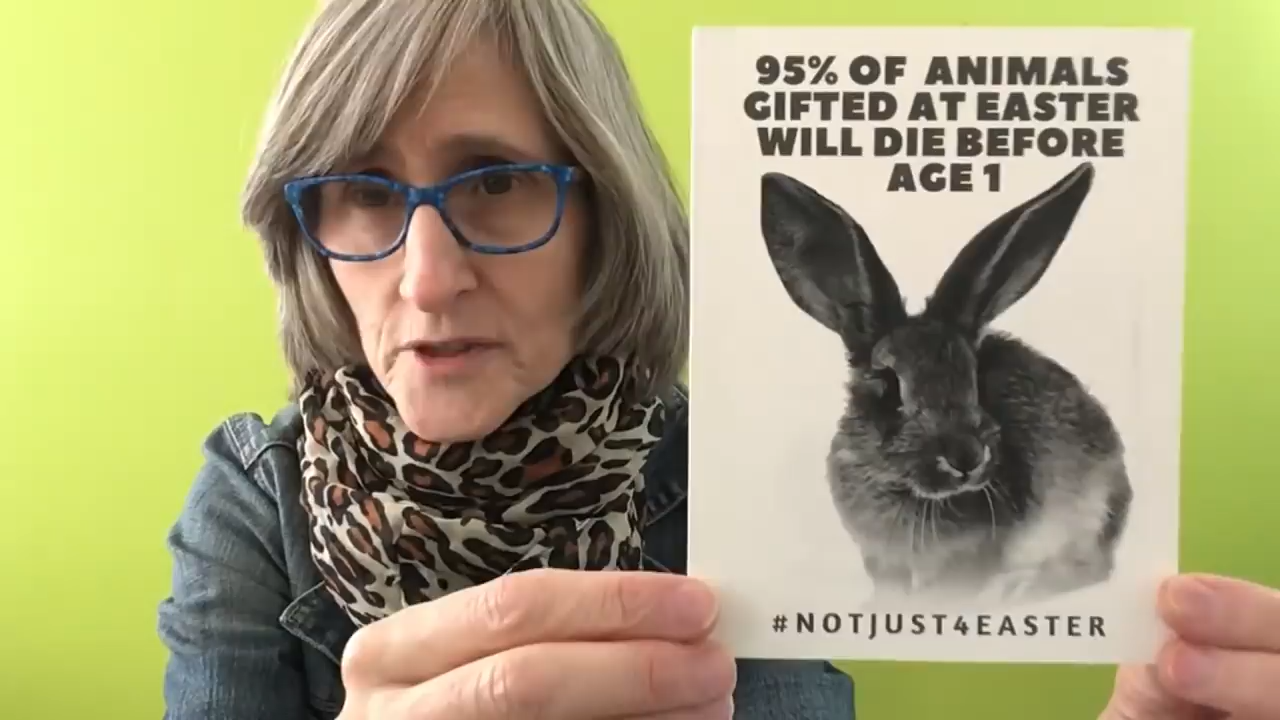 95% OF ANIMALS
GIFTED AT EASTER
WILL DIE BEFORE
AGE 1
#NOTJUST4EASTER